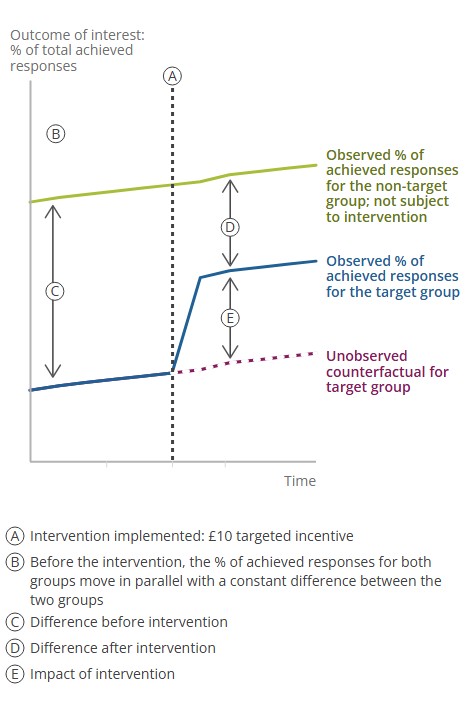 Outcome of interest:
% of total achieved
responses
A
B
Observed % of
achieved responses
for the non-target
group; not subject
to intervention
D
Observed % of
achieved responses
for the target group
C
E
Unobserved
counterfactual for
target group
Time
A Intervention implemented: £10 targeted incentive
B Before the intervention, the % of achieved responses for both
groups move in parallel with a constant difference between the
two groups
C Difference before intervention
D Difference after intervention
E Impact of intervention